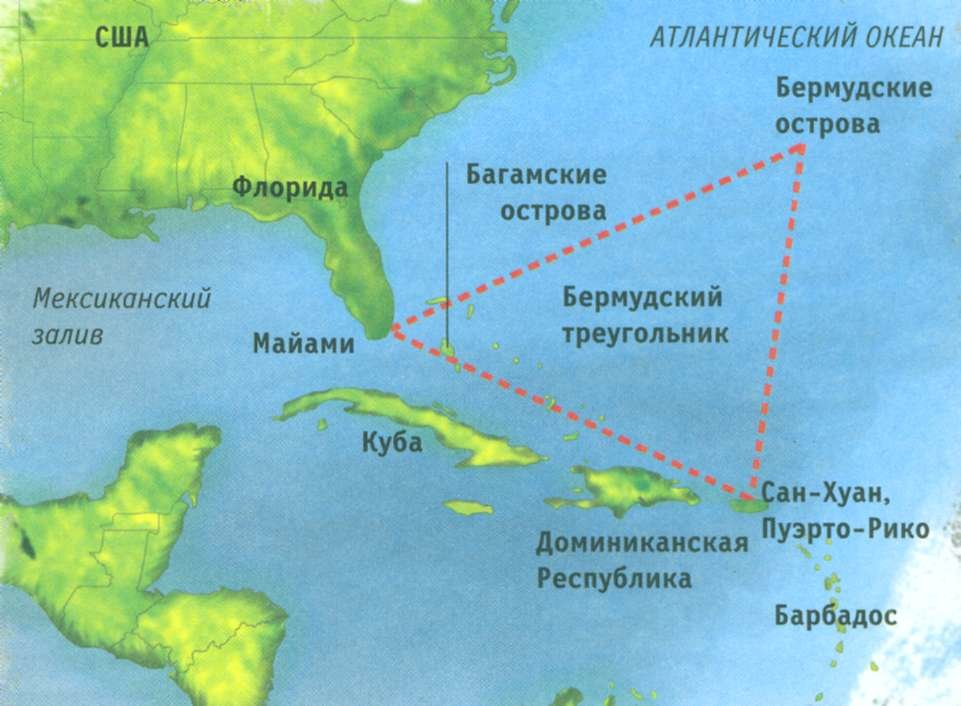 США
АТЛАНТИЧЕСКИЙ ОКЕАН
Бермудские
острова
Флорида
Багамские
острова
Мексиканский
залив
Бермудский
треугольник
Майами
Куба
Сан-Хуан,
Пуэрто-Рико
Доминиканская
Республика
Барбадос